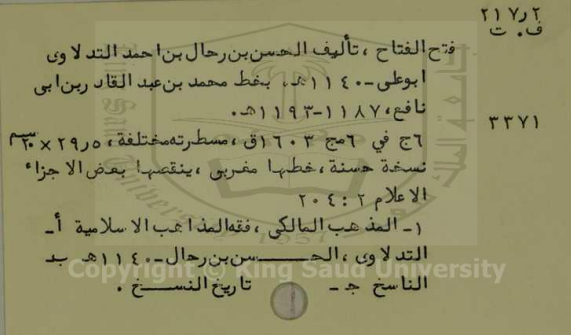 ٢١٧٫٢
ف. ت
فتح الفتاح ، تأليف الحسن بن رحال بن احمد التدلاوى
ابوعلى -١١٤٠هـ. بخط محمد بن عبد القادر بن ابى
نافع، ١١٨٧-١١٩٣هـ.
٣٣٧١
٦ج في ٦مج ١٦٠٣ق ، مسطرته مختلفة ، ٢٩٫٥ × ٢٠سم
نسخة حسنة ، خطها مغربى ، ينقصها بعض الاجزاء
الاعلام ٢ : ٢٠٤
١- المذهب المالكى ، فقه المذاهب الاسلامية أ-
التدلاوى ، الحسن بن رحال -١١٤٠هـ ب-
الناسخ ج - تاريخ النسخ .
Copyright © King Saud University